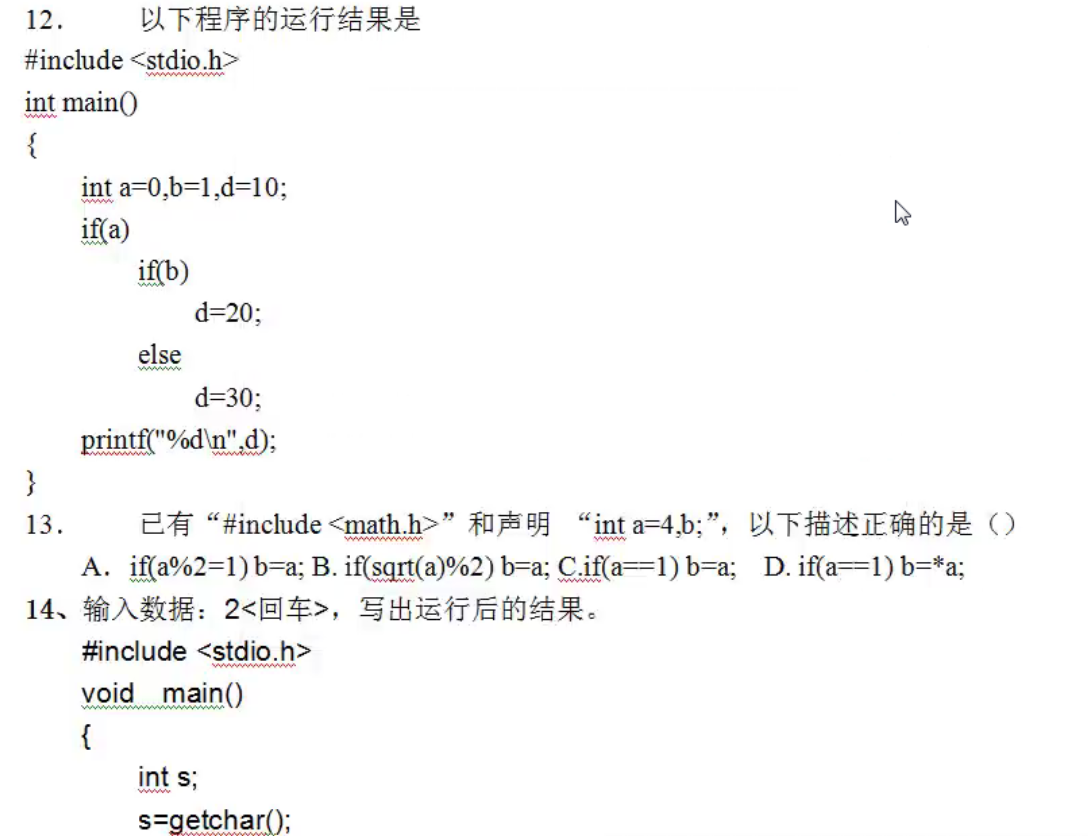 12. 以下程序的运行结果是
#include <stdio.h>
int main()
{
int a=0,b=1,d=10;
if(a)
if(b)
d=20;
else
d=30;
printf("%d\n",d);
}
13. 已有“#include <math.h>”和声明 “int a=4,b;”，以下描述正确的是（）
A. if(a%2=1) b=a; B. if(sqrt(a)%2) b=a; C.if(a==1) b=a; D. if(a==1) b=*a;
14、输入数据：2<回车>，写出运行后的结果。
#include <stdio.h>
void main()
{
int s;
s=getchar();